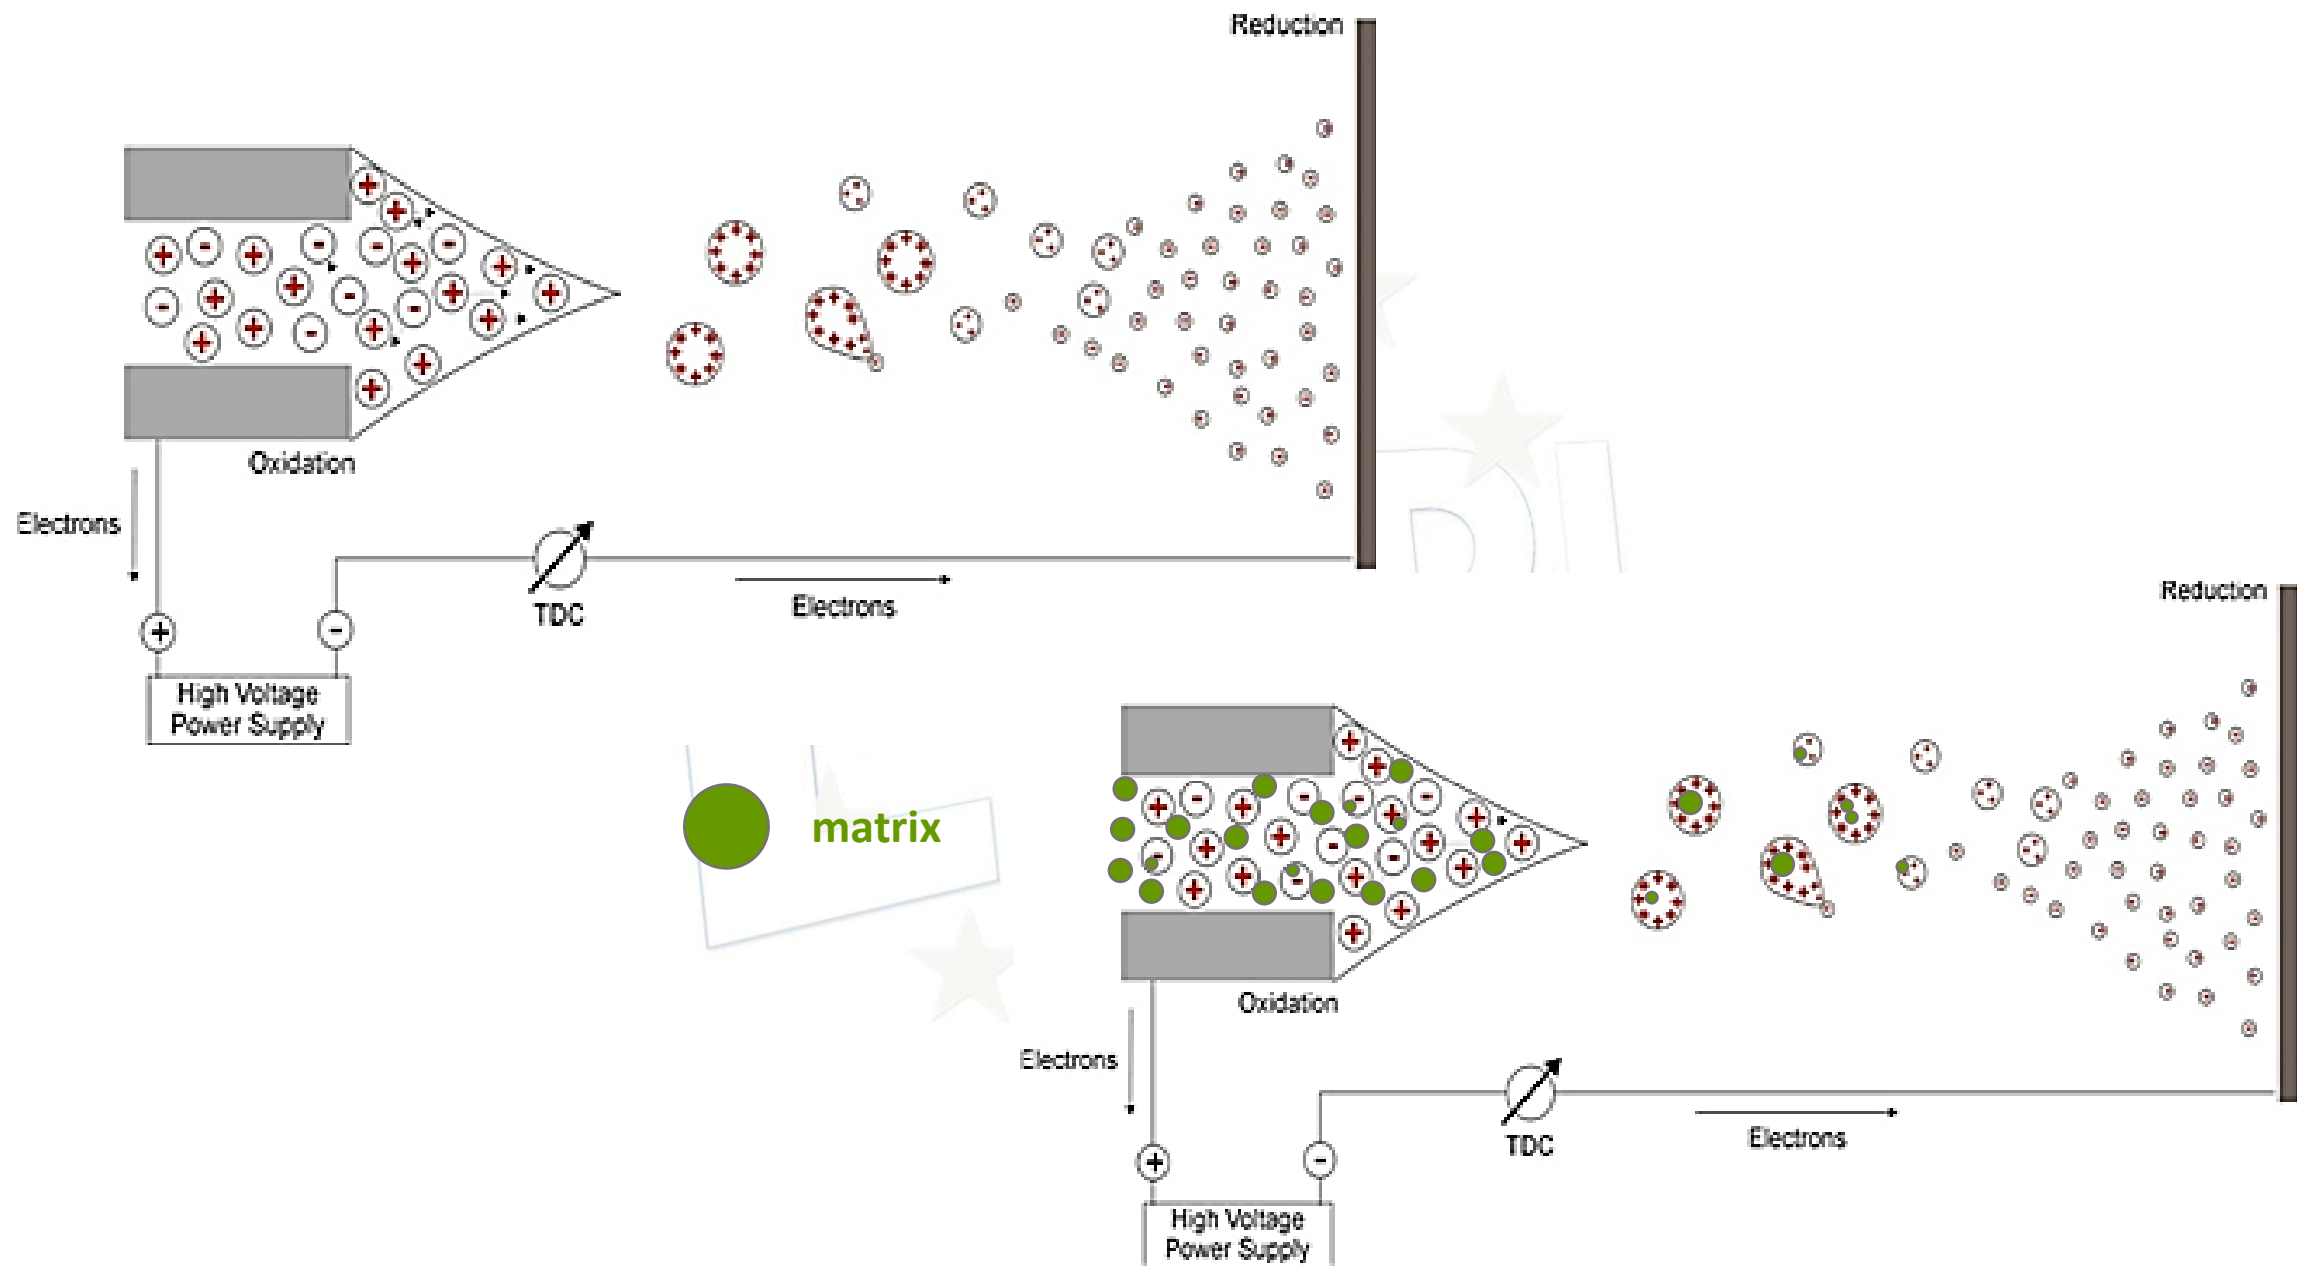 Reduction
+ - + - - + -
Oxidation
Electrons
TDC
Electrons
+
-
High Voltage
Power Supply
matrix
Reduction
Oxidation
Electrons
TDC
Electrons
+
-
High Voltage
Power Supply